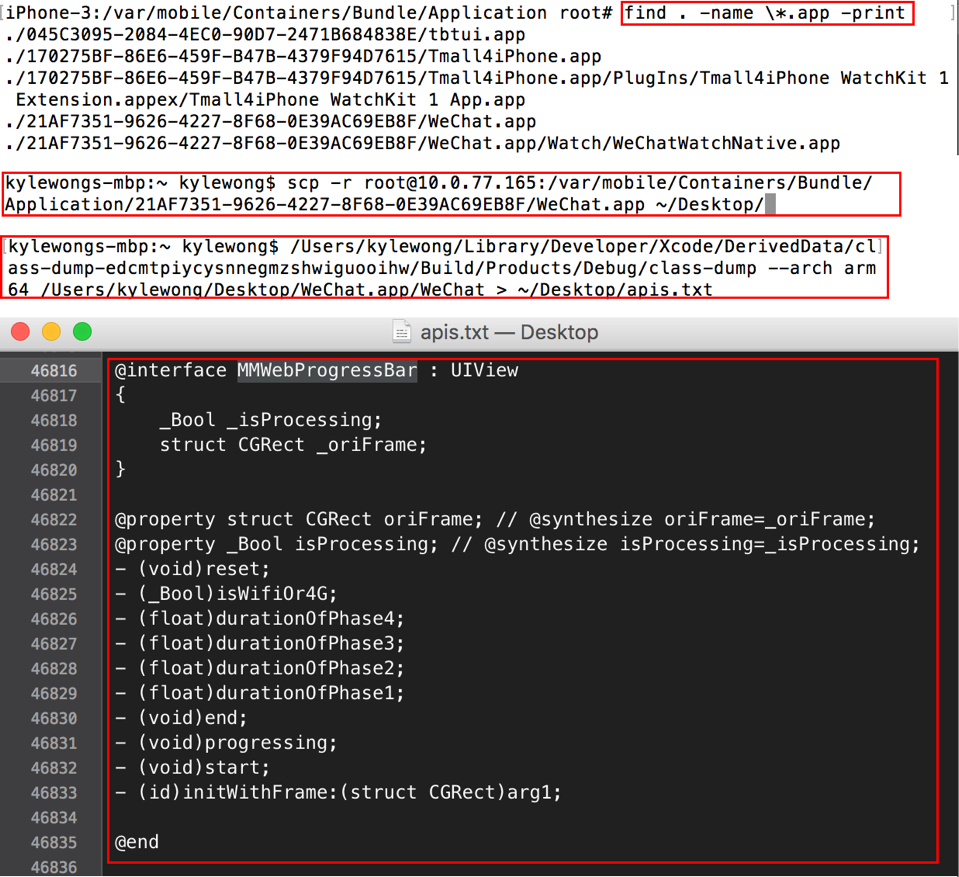 [iPhone-3:/var/mobile/Containers/Bundle/Application root# find . -name \*.app -print ]
./045C3095-2084-4EC0-90D7-2471B684838E/tbtui.app
./170275BF-86E6-459F-B47B-4379F94D7615/Tmall4iPhone.app
./170275BF-86E6-459F-B47B-4379F94D7615/Tmall4iPhone.app/PlugIns/Tmall4iPhone WatchKit 1
Extension.appex/Tmall4iPhone WatchKit 1 App.app
./21AF7351-9626-4227-8F68-0E39AC69EB8F/WeChat.app
./21AF7351-9626-4227-8F68-0E39AC69EB8F/WeChat.app/Watch/WeChatWatchNative.app
kylewongs-mbp:~ kylewong$ scp -r root@10.0.77.165:/var/mobile/Containers/Bundle/
Application/21AF7351-9626-4227-8F68-0E39AC69EB8F/WeChat.app ~/Desktop/
[kylewongs-mbp:~ kylewong$ /Users/kylewong/Library/Developer/Xcode/DerivedData/cl]
ass-dump-edcmtpiycysnnegmzshwiguooihw/Build/Products/Debug/class-dump --arch arm
64 /Users/kylewong/Desktop/WeChat.app/WeChat > ~/Desktop/apis.txt
apis.txt — Desktop
46816 @interface MMWebProgressBar : UIView
46817 {
46818 _Bool _isProcessing;
46819 struct CGRect _oriFrame;
46820 }
46821
46822 @property struct CGRect oriFrame; // @synthesize oriFrame=_oriFrame;
46823 @property _Bool isProcessing; // @synthesize isProcessing=_isProcessing;
46824 - (void)reset;
46825 - (_Bool)isWifiOr4G;
46826 - (float)durationOfPhase4;
46827 - (float)durationOfPhase3;
46828 - (float)durationOfPhase2;
46829 - (float)durationOfPhase1;
46830 - (void)end;
46831 - (void)progressing;
46832 - (void)start;
46833 - (id)initWithFrame:(struct CGRect)arg1;
46834
46835 @end
46836